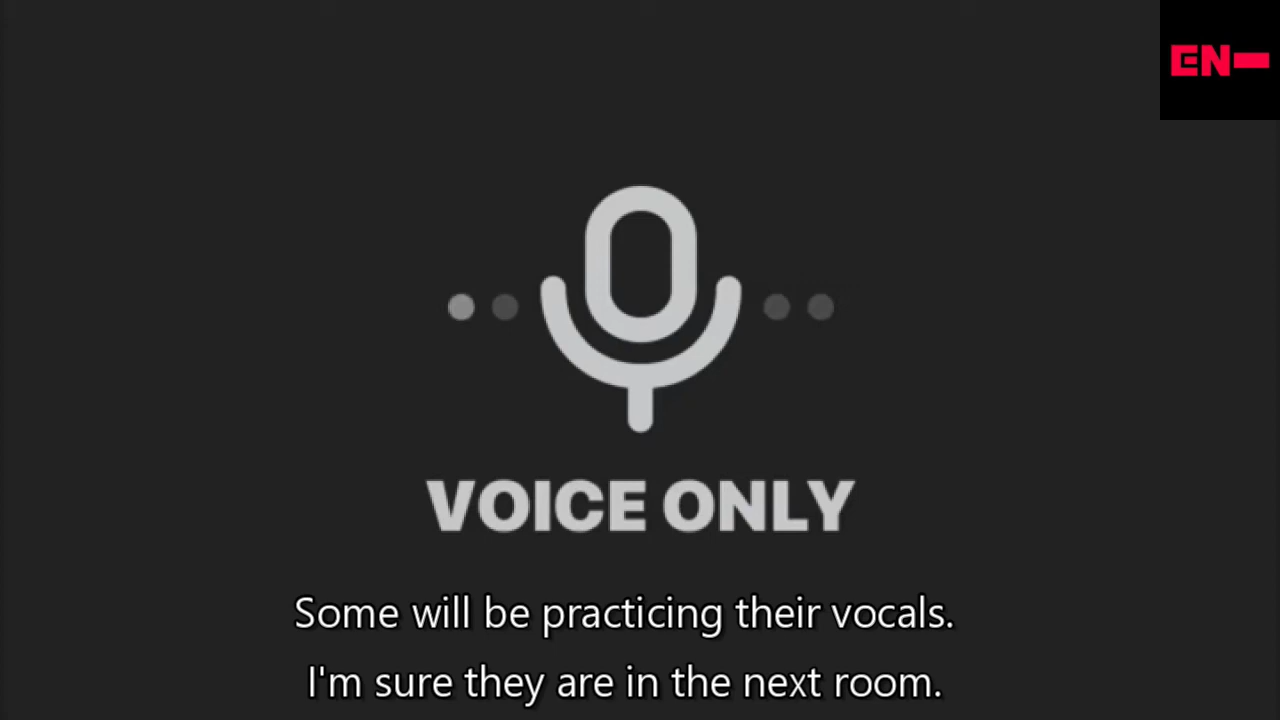 EN-
VOICE ONLY
Some will be practicing their vocals.
I'm sure they are in the next room.